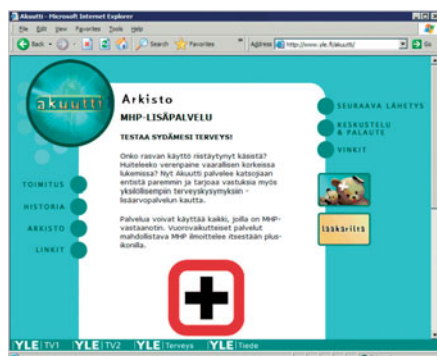 Akuutti - Microsoft Internet Explorer
File Edit View Favorites Tools Help
Back Search Favorites Address http://www.yle.fi/akuutti/ Go
akuutti
Arkisto
MHP-LISÄPALVELU
TESTAA SYDÄMESI TERVEYS!
Onko rasvan käyttö riistäytynyt käsistä?
Huiteleeko verenpaine vaarallisen korkeissa
lukemissa? Nyt Akuutti palvelee katsojiaan
entistä paremmin ja tarjoaa vastuksia myös
yksilöllisempiin terveyskysymyksiin -
lisäarvopalvelun kautta.
Palvelua voivat käyttää kaikki, joilla on MHP-
vastaanotin. Vuorovaikutteiset palvelut
mahdollistava MHP ilmoittelee itsestään plus-
ikonilla.
TOIMITUS
HISTORIA
ARKISTO
LINKIT
SEURAAVA LÄHETYS
KESKUSTELU
& PALAUTE
VINKIT
lääkäriltä
YLE TV1 YLE TV2 YLE Terveys YLE Tiede